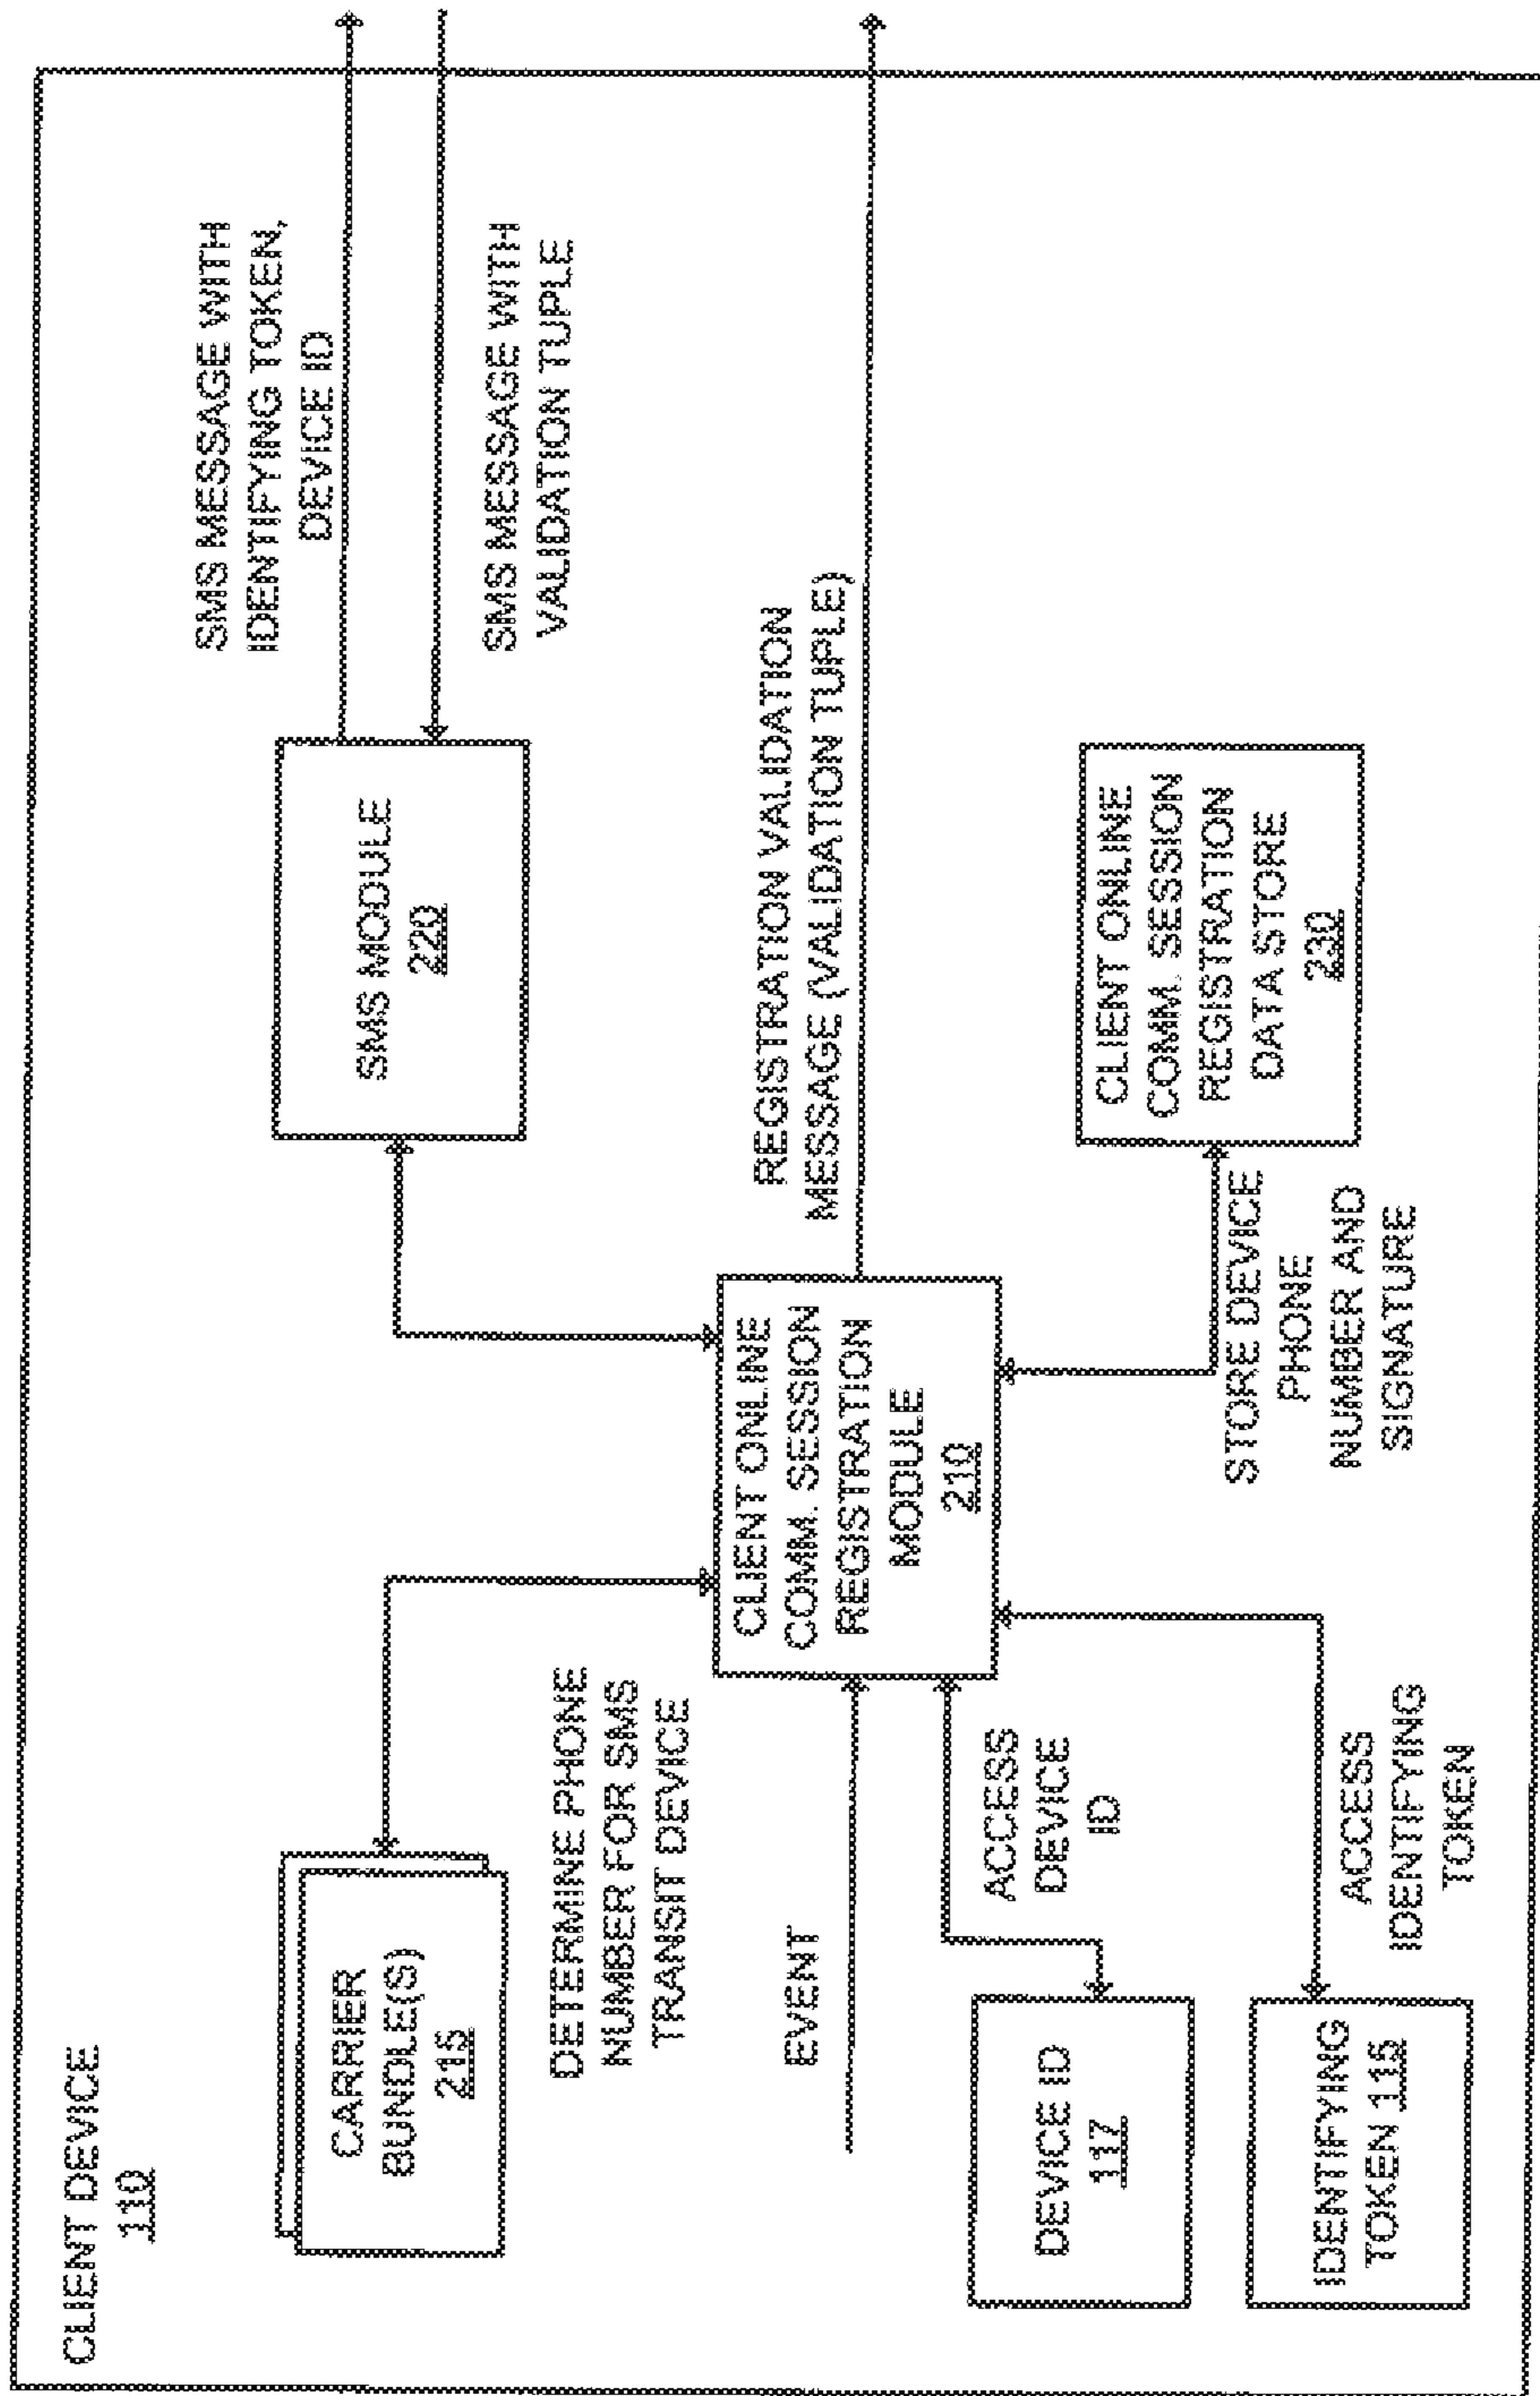 CLIENT DEVICE
110
CARRIER
BUNDLE(S)
215
DETERMINE PHONE
NUMBER FOR SMS
TRANSIT DEVICE
EVENT
DEVICE ID
117
ACCESS
DEVICE
ID
IDENTIFYING
TOKEN 115
ACCESS
IDENTIFYING
TOKEN
CLIENT ONLINE
COMM. SESSION
REGISTRATION
MODULE
210
SMS MODULE
220
SMS MESSAGE WITH
IDENTIFYING TOKEN,
DEVICE ID
SMS MESSAGE WITH
VALIDATION TUPLE
REGISTRATION VALIDATION
MESSAGE (VALIDATION TUPLE)
STORE DEVICE
PHONE
NUMBER AND
SIGNATURE
CLIENT ONLINE
COMM. SESSION
REGISTRATION
DATA STORE
230